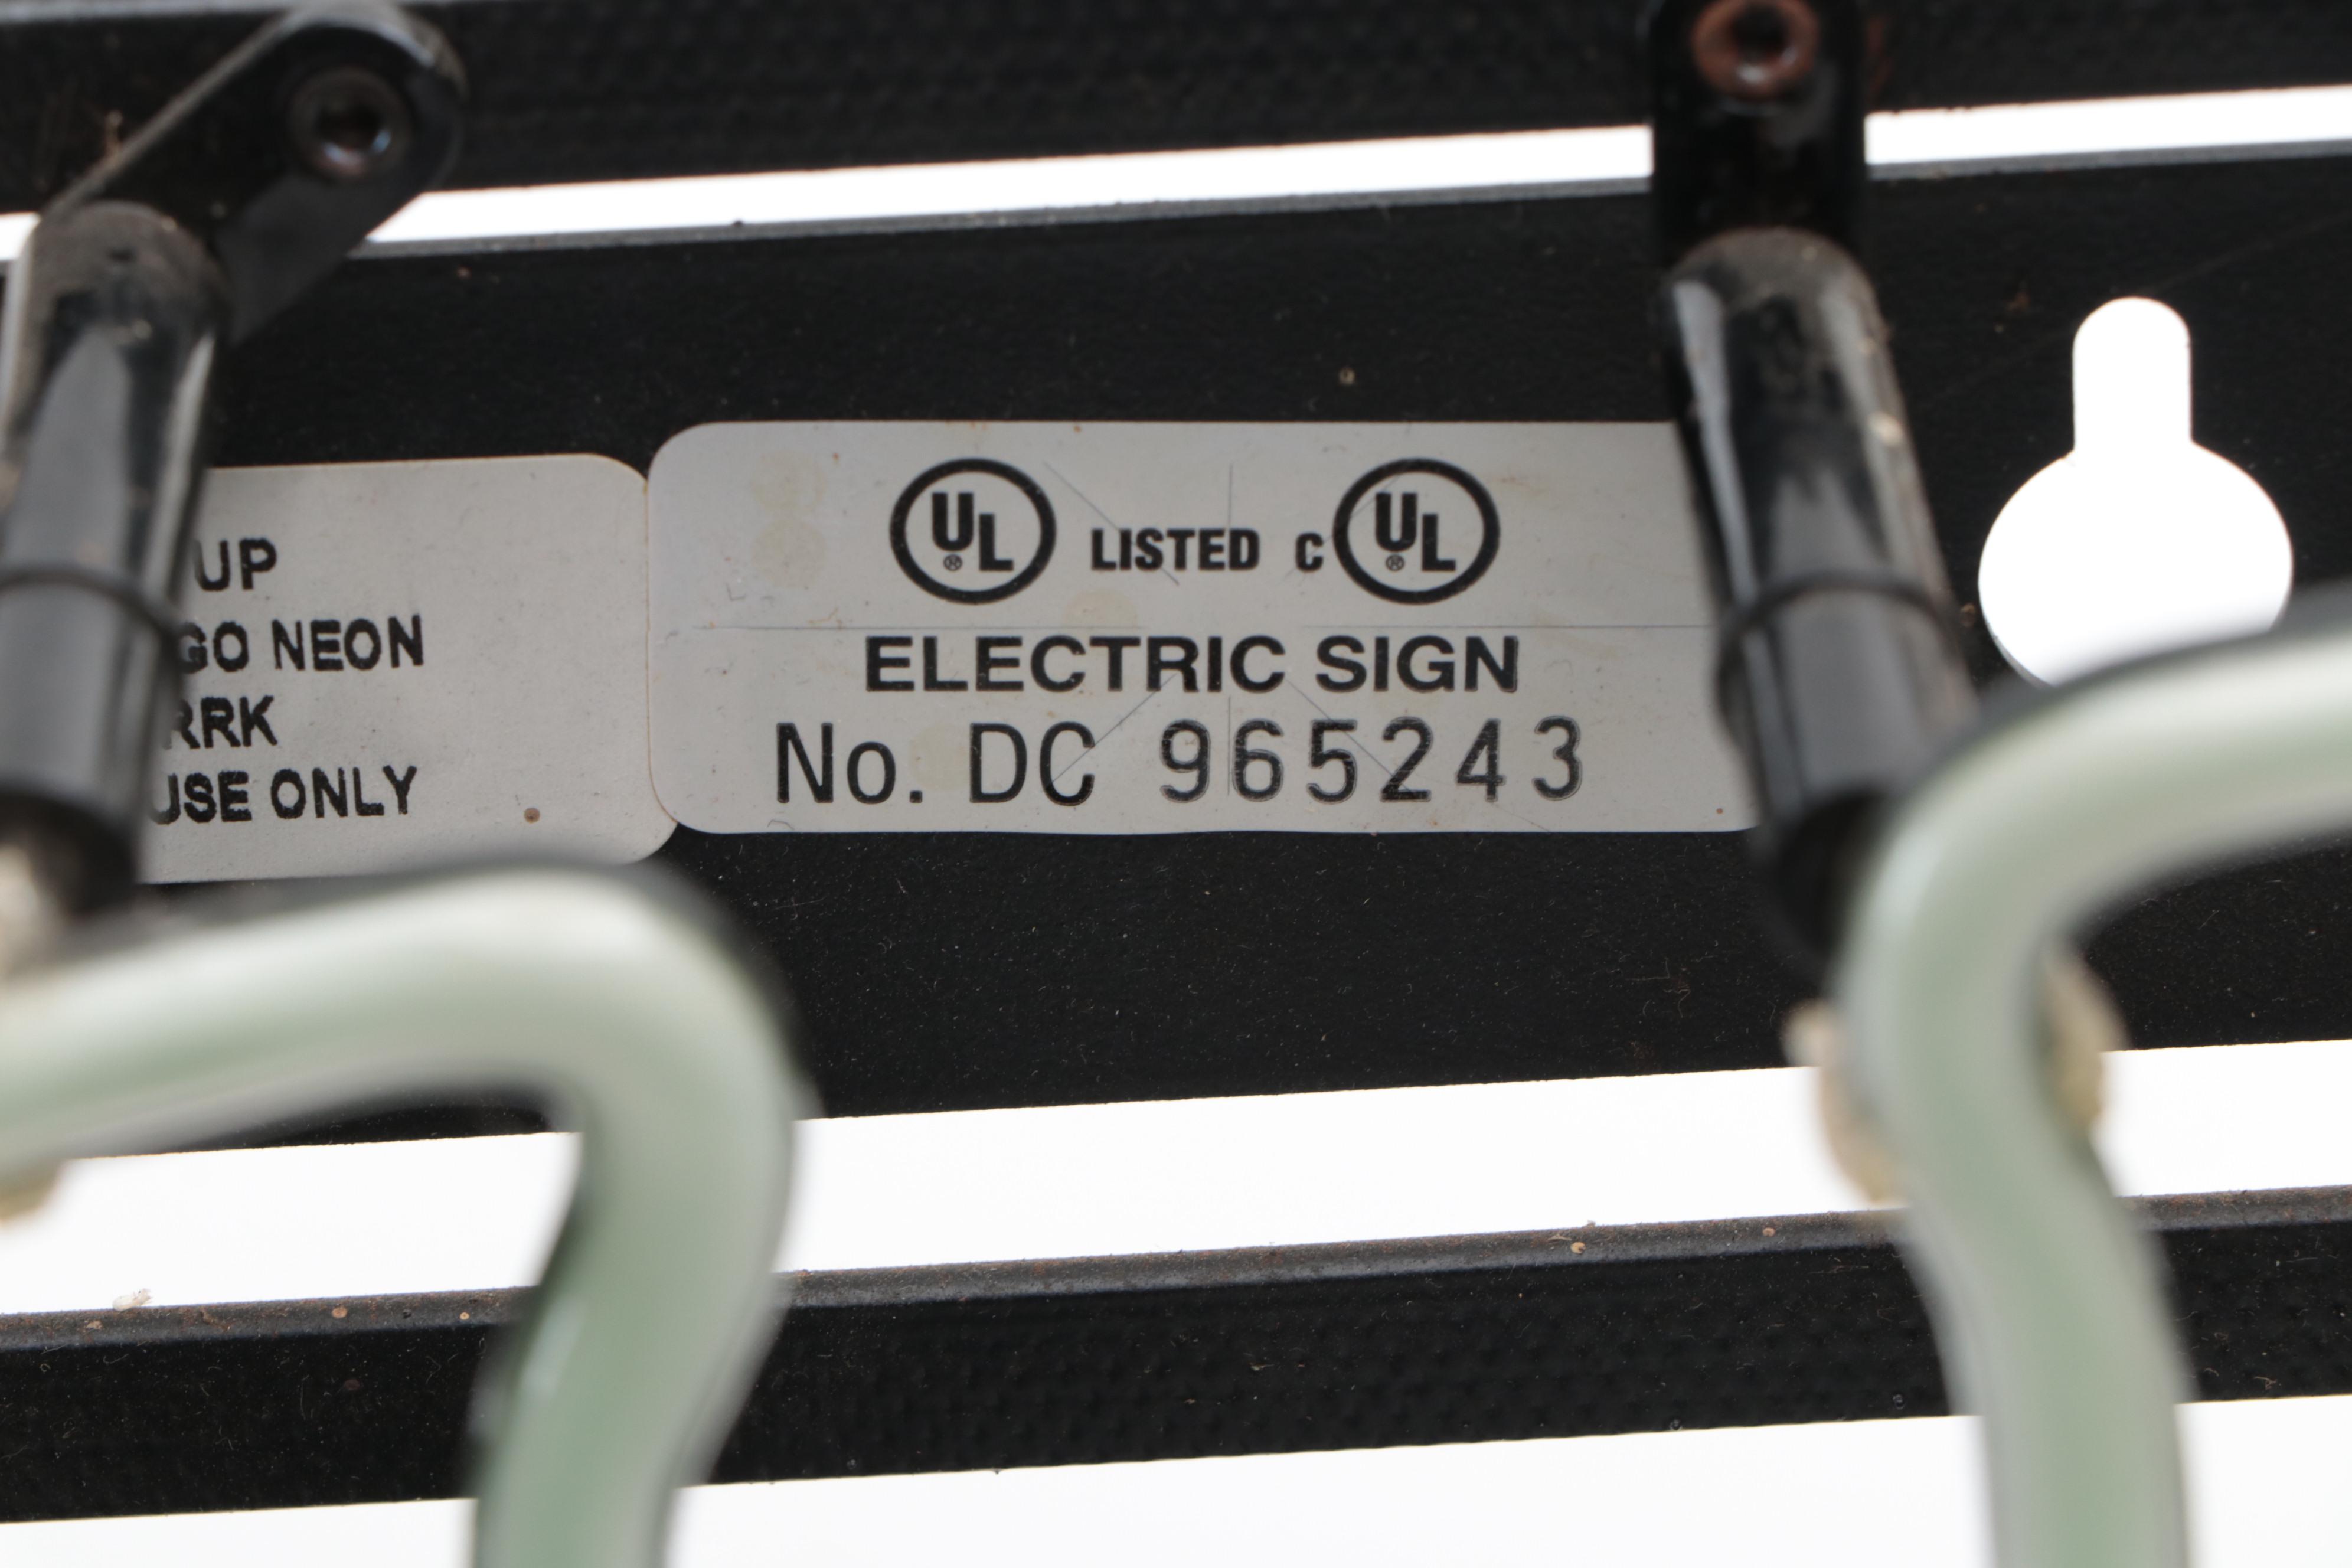 UP
GO NEON
RRK
USE ONLY
UL® LISTED C UL®
ELECTRIC SIGN
No. DC 965243